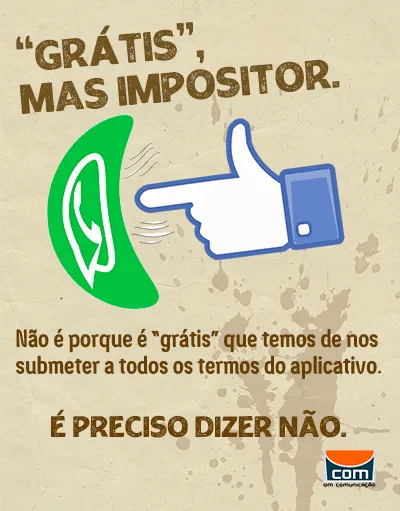 “GRÁTIS”,
MAS IMPOSITOR.
Não é porque é “grátis” que temos de nos
submeter a todos os termos do aplicativo.
É PRECISO DIZER NÃO.
com
om comunicação